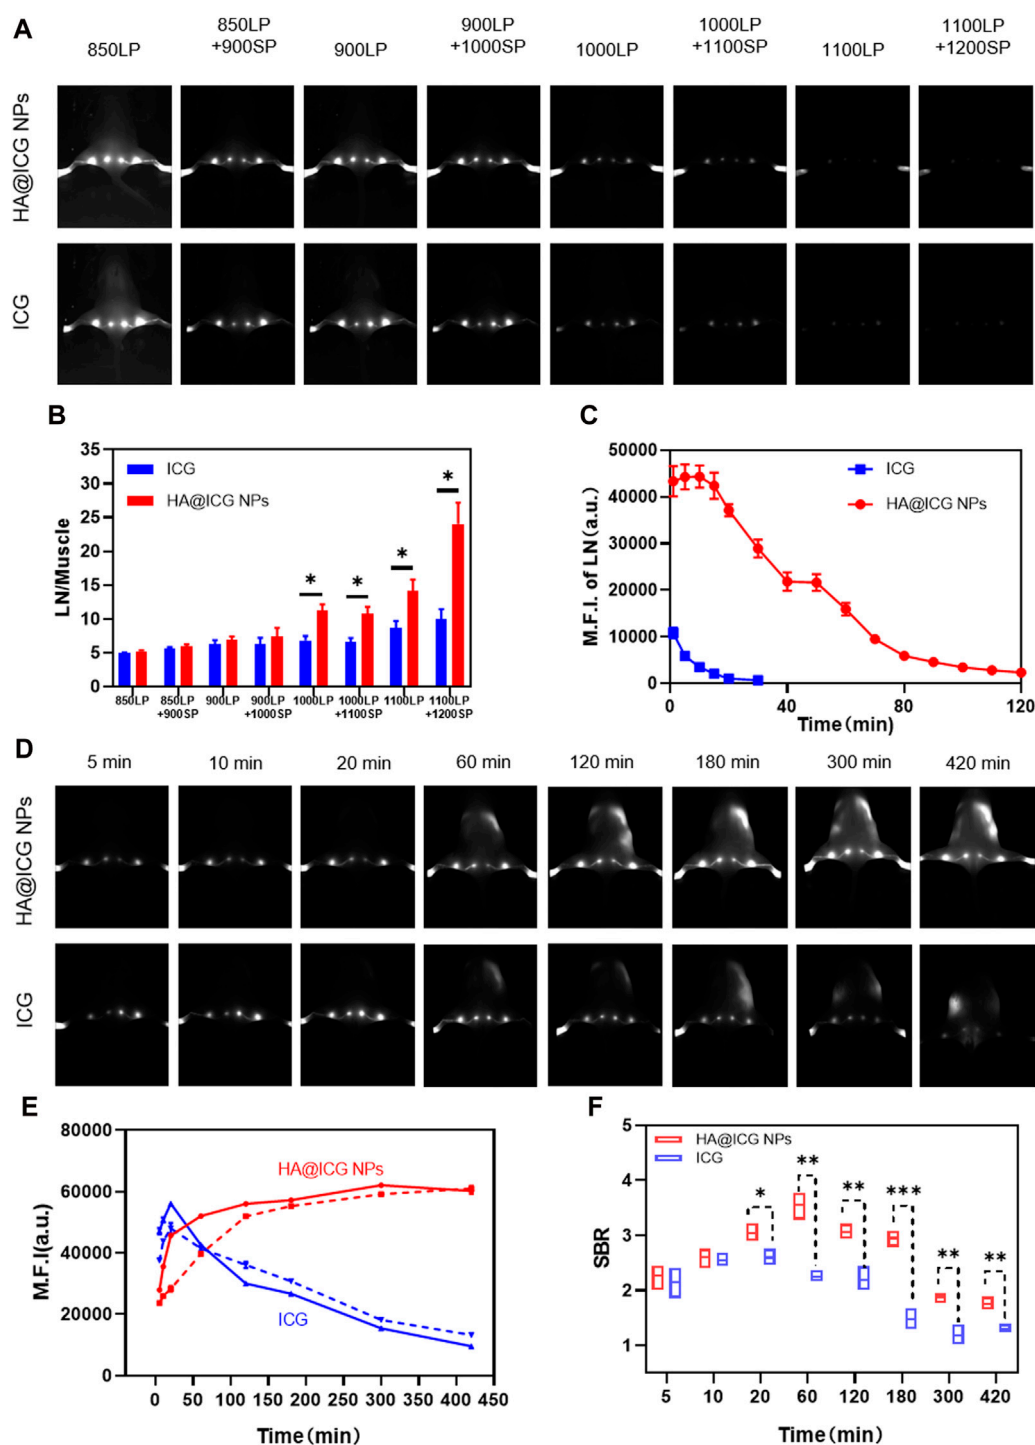 A
850LP 850LP +900SP 900LP 900LP +1000SP 1000LP 1000LP +1100SP 1100LP 1100LP +1200SP
HA@ICG NPs
ICG
B
LN/Muscle
35
30
25
20
15
10
5
0
ICG
HA@ICG NPs
*
*
*
*
850LP 850LP +900SP 900LP 900LP +1000SP 1000LP 1000LP +1100SP 1100LP 1100LP +1200SP
C
M.F.I. of LN(a.u.)
50000
40000
30000
20000
10000
0
ICG
HA@ICG NPs
0 40 80 120
Time(min)
D
5 min 10 min 20 min 60 min 120 min 180 min 300 min 420 min
HA@ICG NPs
ICG
E
M.F.I(a.u.)
80000
60000
40000
20000
0
HA@ICG NPs
ICG
0 50 100 150 200 250 300 350 400 450
Time(min)
F
SBR
5
4
3
2
1
HA@ICG NPs
ICG
*
**
**
***
**
**
5 10 20 60 120 180 300 420
Time(min)